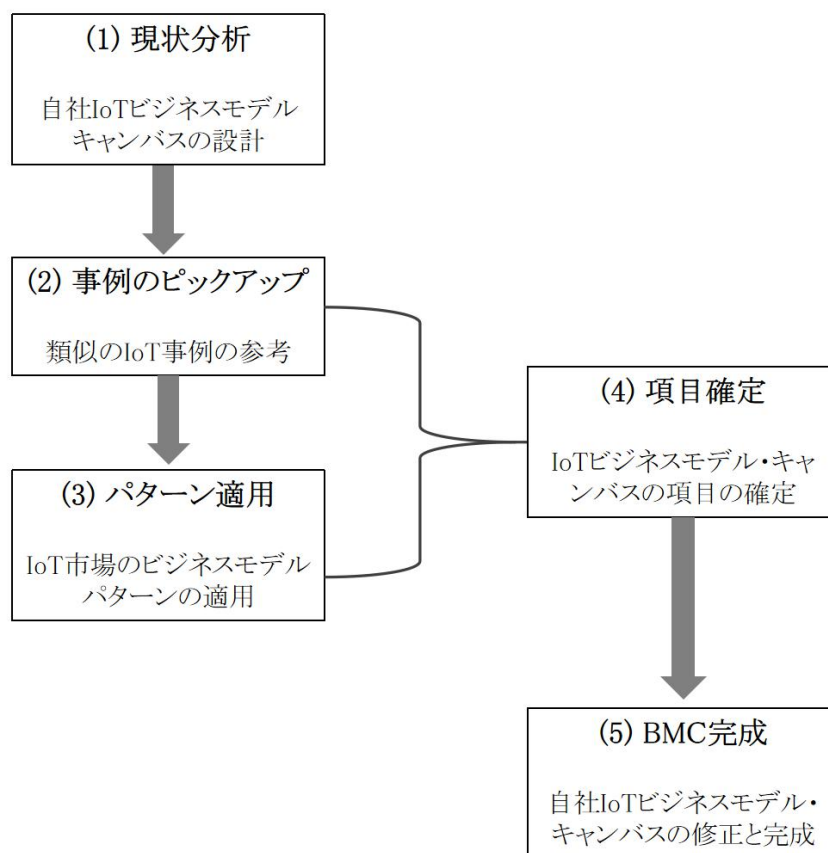 (1) 現状分析
自社IoTビジネスモデル
キャンバスの設計
(2) 事例のピックアップ
類似のIoT事例の参考
(3) パターン適用
IoT市場のビジネスモデル
パターンの適用
(4) 項目確定
IoTビジネスモデル・キャ
ンバスの項目の確定
(5) BMC完成
自社IoTビジネスモデル・
キャンバスの修正と完成